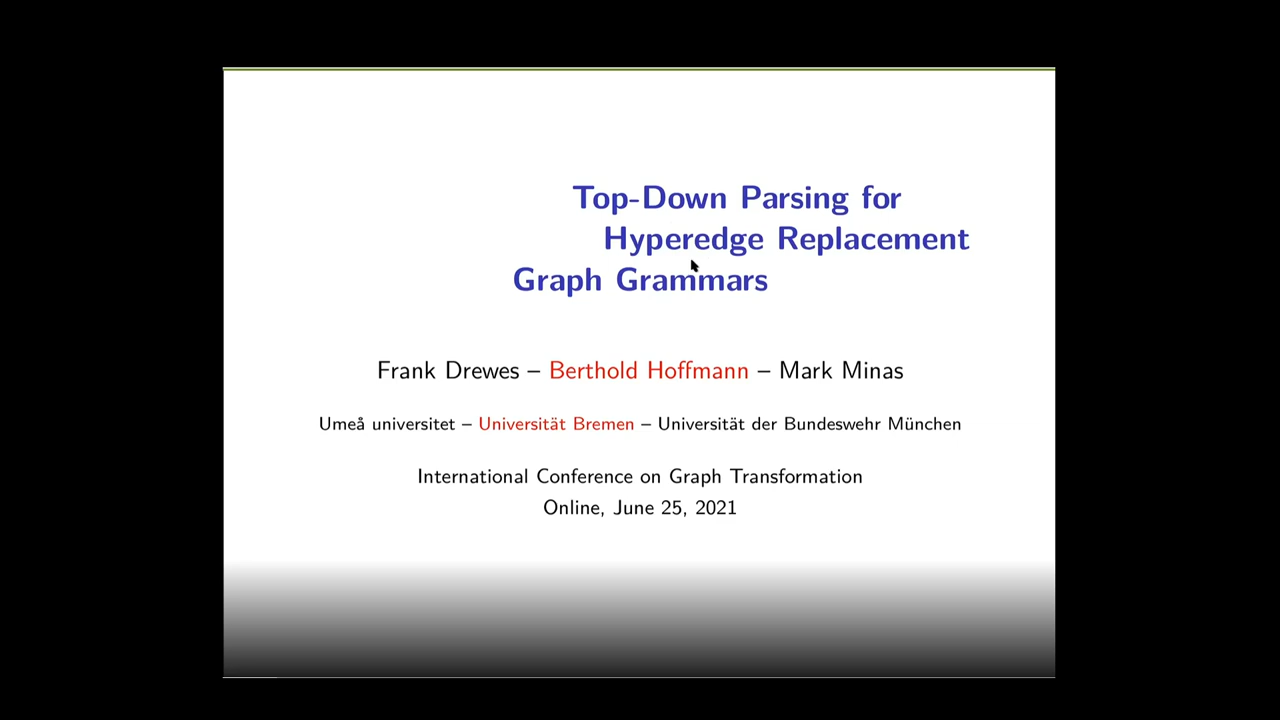 Top-Down Parsing for
Hyperedge Replacement
Graph Grammars
Frank Drewes – Berthold Hoffmann – Mark Minas
Umeå universitet – Universität Bremen – Universität der Bundeswehr München
International Conference on Graph Transformation
Online, June 25, 2021